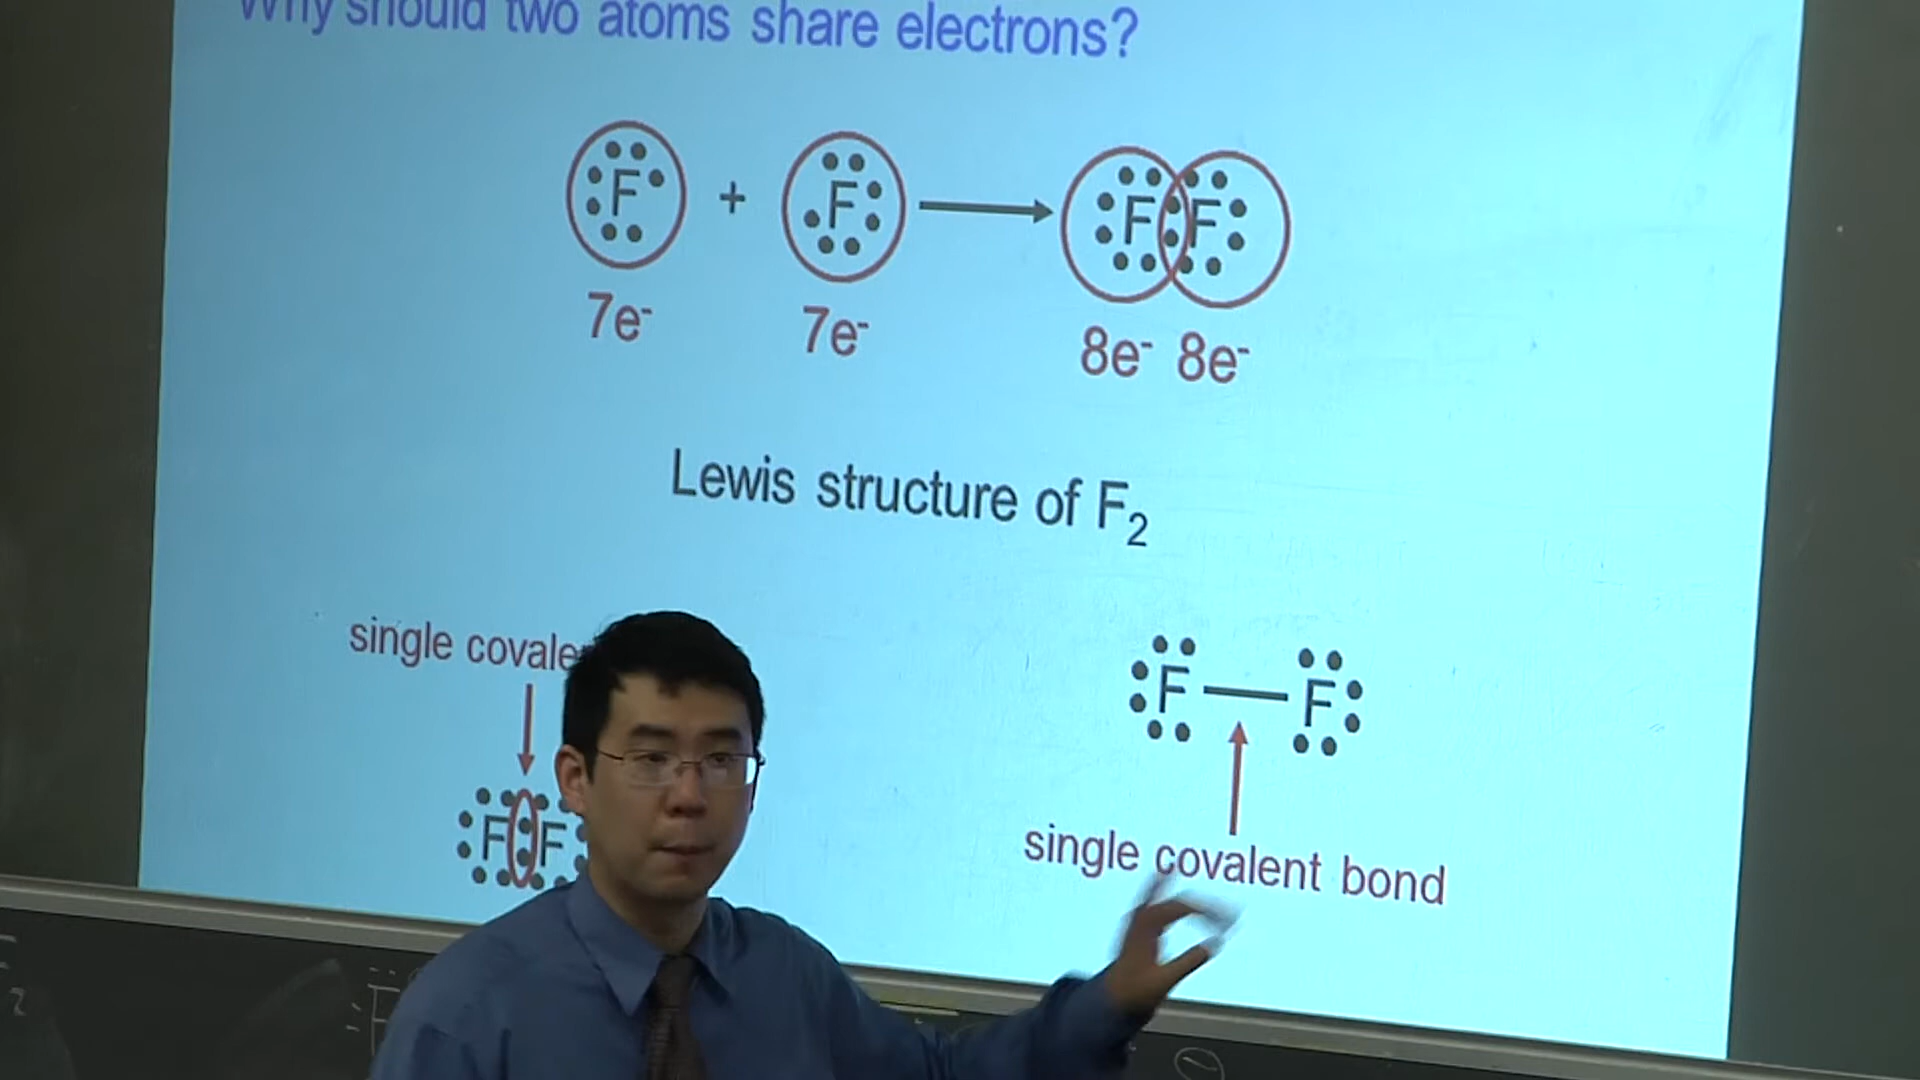 Why should two atoms share electrons?
F + F F F
7e- 7e- 8e- 8e-
Lewis structure of F2
single covale
F — F
F F
single covalent bond
F
2